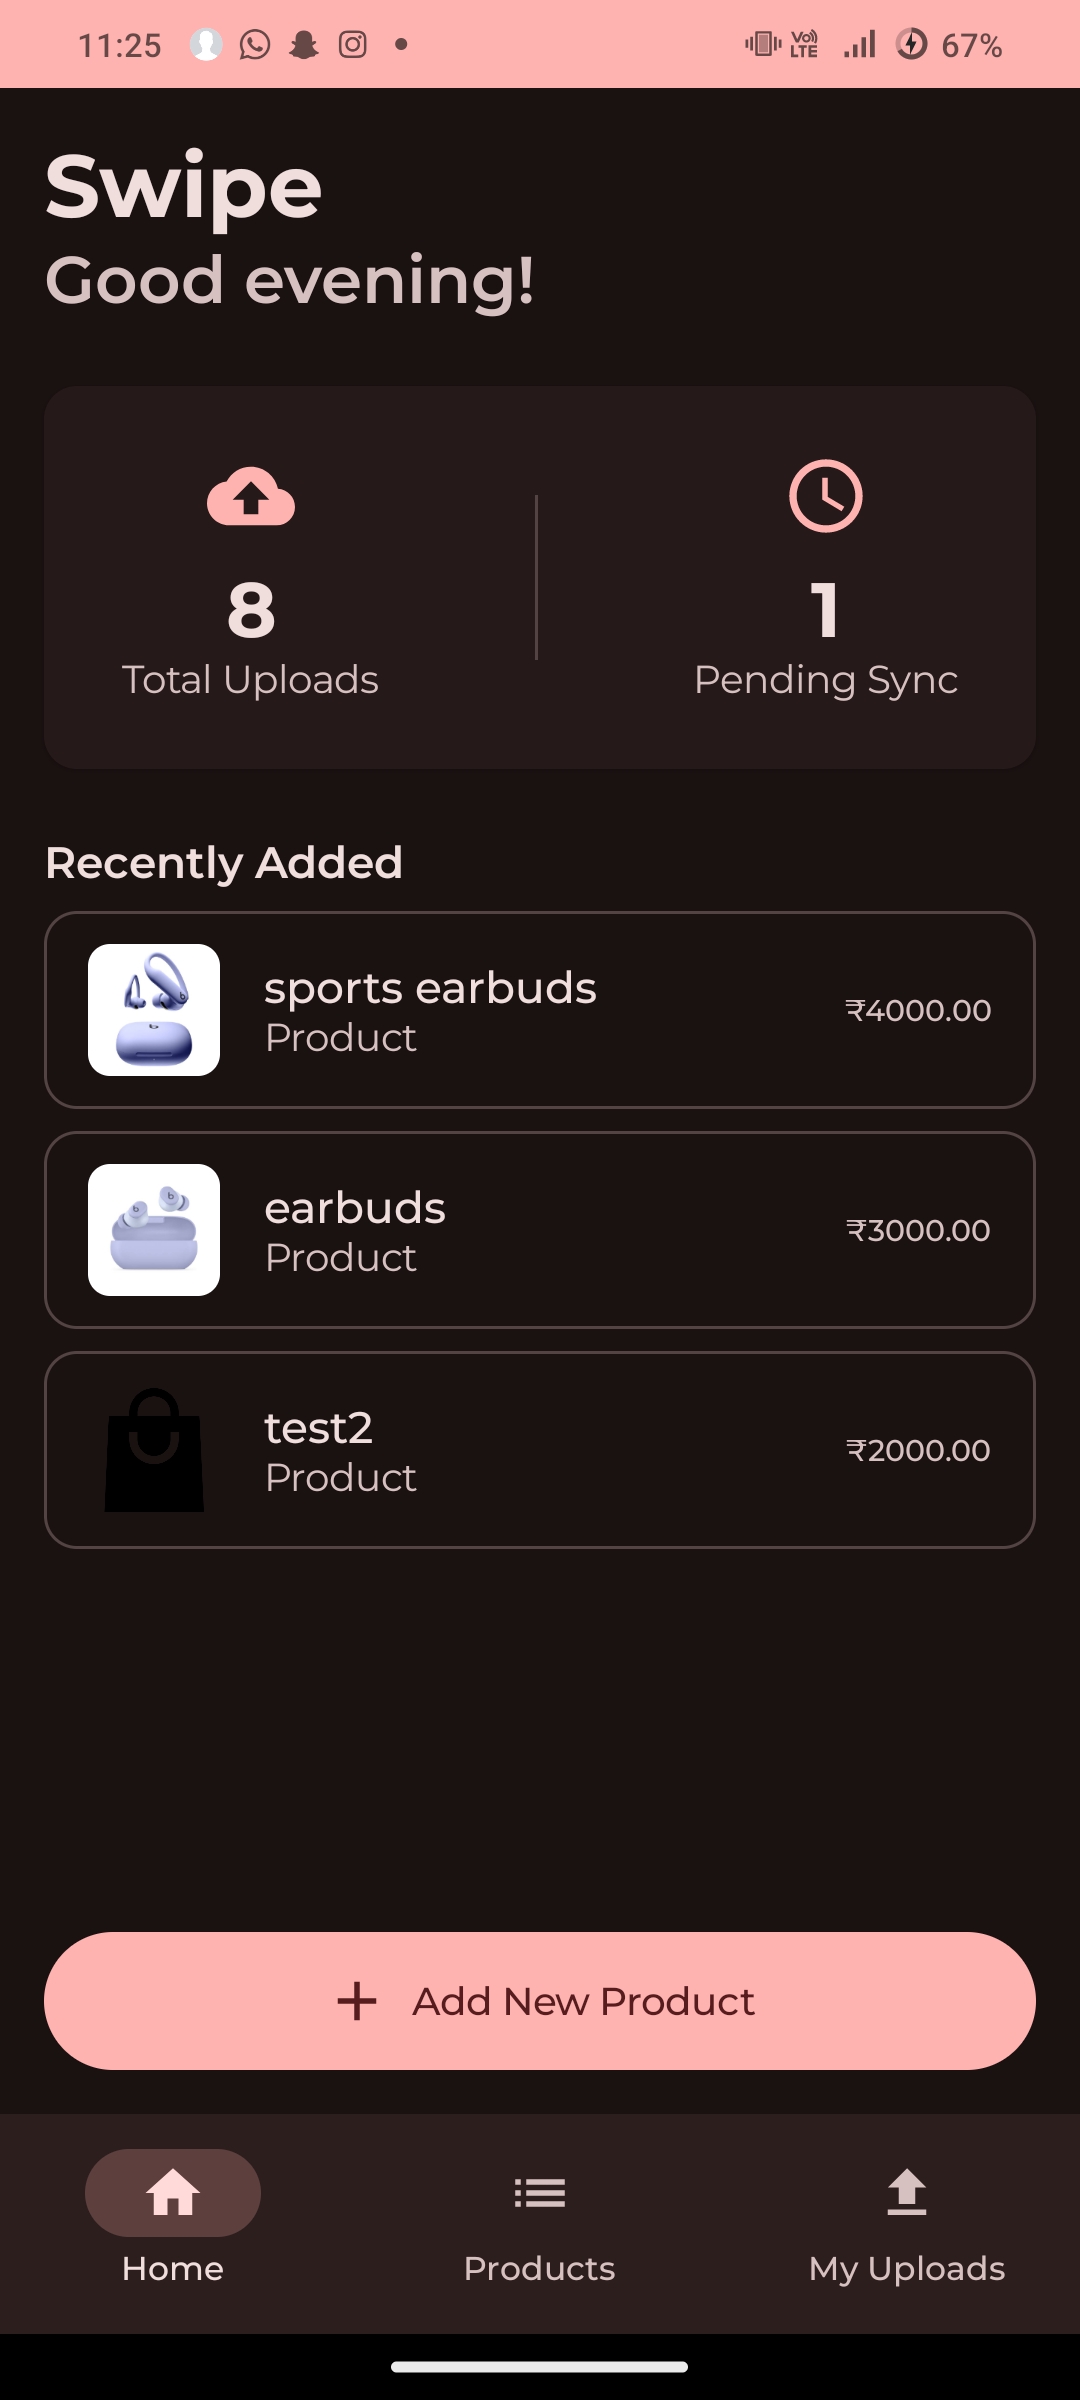 11:25
Vo) LTE 67%
Swipe
Good evening!
8
Total Uploads
1
Pending Sync
Recently Added
sports earbuds
Product
₹4000.00
earbuds
Product
₹3000.00
test2
Product
₹2000.00
+ Add New Product
Home
Products
My Uploads